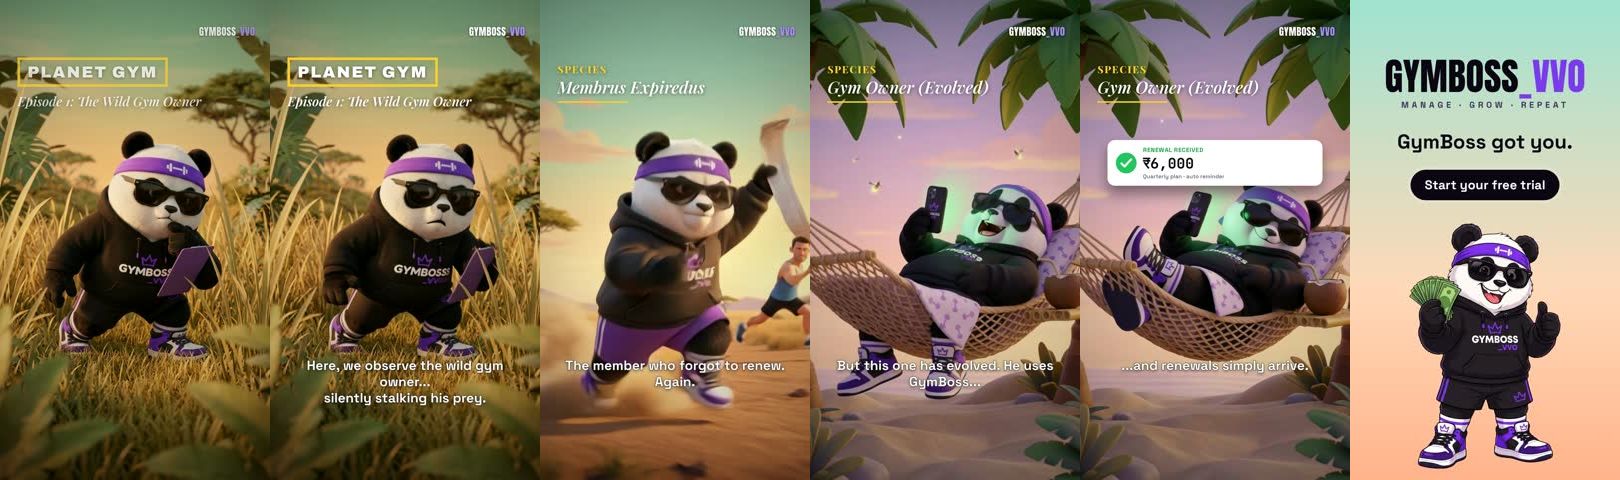 GYMBOSS_VVO
PLANET GYM
Episode 1: The Wild Gym Owner
GYMBOSS
GYMBOSS_VVO
PLANET GYM
Episode 1: The Wild Gym Owner
GYMBOSS
Here, we observe the wild gym
owner...
silently stalking his prey.
GYMBOSS_VVO
SPECIES
Membrus Expiredus
The member who forgot to renew.
Again.
GYMBOSS_VVO
SPECIES
Gym Owner (Evolved)
But this one has evolved. He uses
GymBoss...
GYMBOSS_VVO
SPECIES
Gym Owner (Evolved)
RENEWAL RECEIVED
₹6,000
Quarterly plan · auto reminder
...and renewals simply arrive.
GYMBOSS_VVO
MANAGE · GROW · REPEAT
GymBoss got you.
Start your free trial
GYMBOSS
_VVO